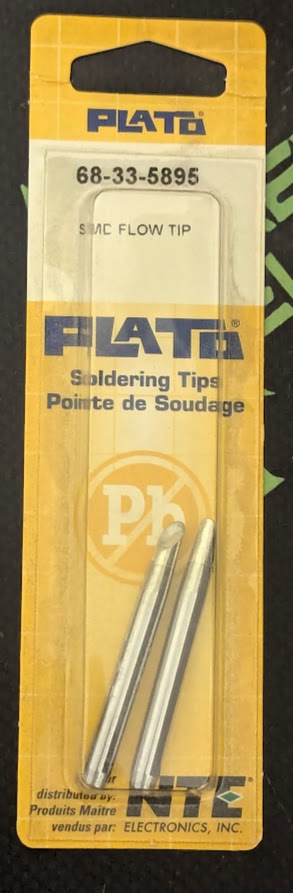 PLATO®
68-33-5895
SMD FLOW TIP
PLATO®
Soldering Tips
Pointe de Soudage
Pb
distributed by:
Produits Maître
vendus par:
NTE
ELECTRONICS, INC.